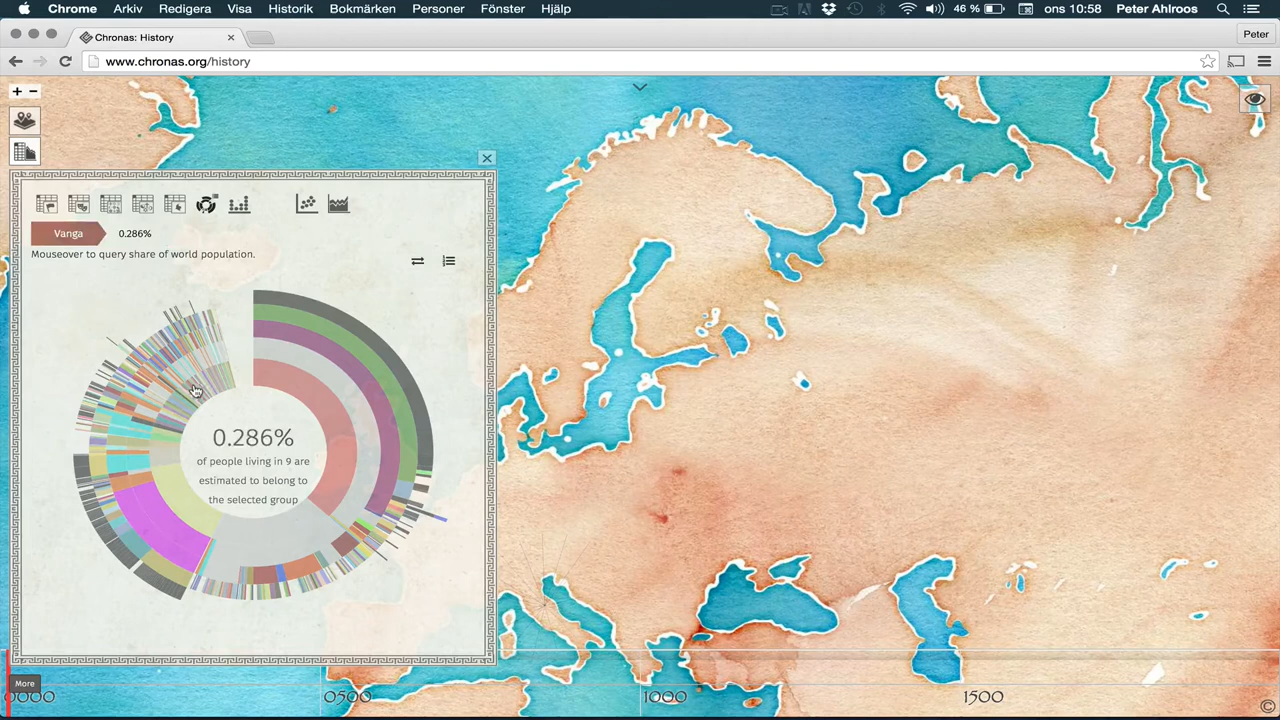 Chrome Arkiv Redigera Visa Historik Bokmärken Personer Fönster Hjälp 46 % ons 10:58 Peter Ahlroos
Chronas: History
Peter
www.chronas.org/history
Vanga 0.286%
Mouseover to query share of world population.
0.286%
of people living in 9 are
estimated to belong to
the selected group
More
0000 0500 1000 1500
©